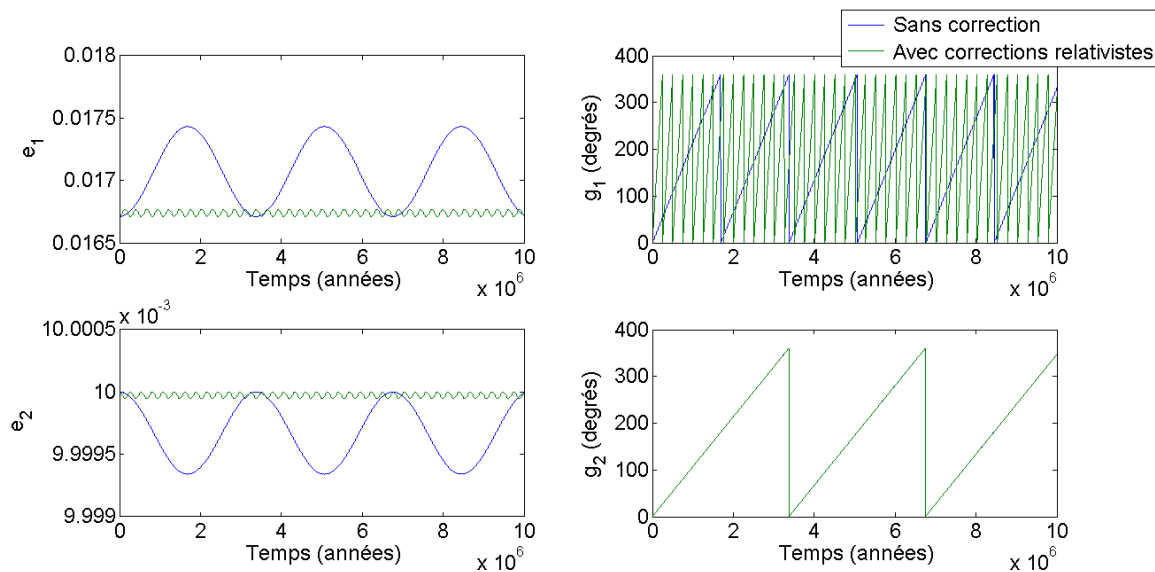 Sans correction
Avec corrections relativistes
0.018
0.0175
0.017
0.0165
e1
0 2 4 6 8 10
Temps (années)
x 10^6
400
300
200
100
0
g1 (degrés)
0 2 4 6 8 10
Temps (années)
x 10^6
x 10^-3
10.0005
10
9.9995
9.999
e2
0 2 4 6 8 10
Temps (années)
x 10^6
400
300
200
100
0
g2 (degrés)
0 2 4 6 8 10
Temps (années)
x 10^6